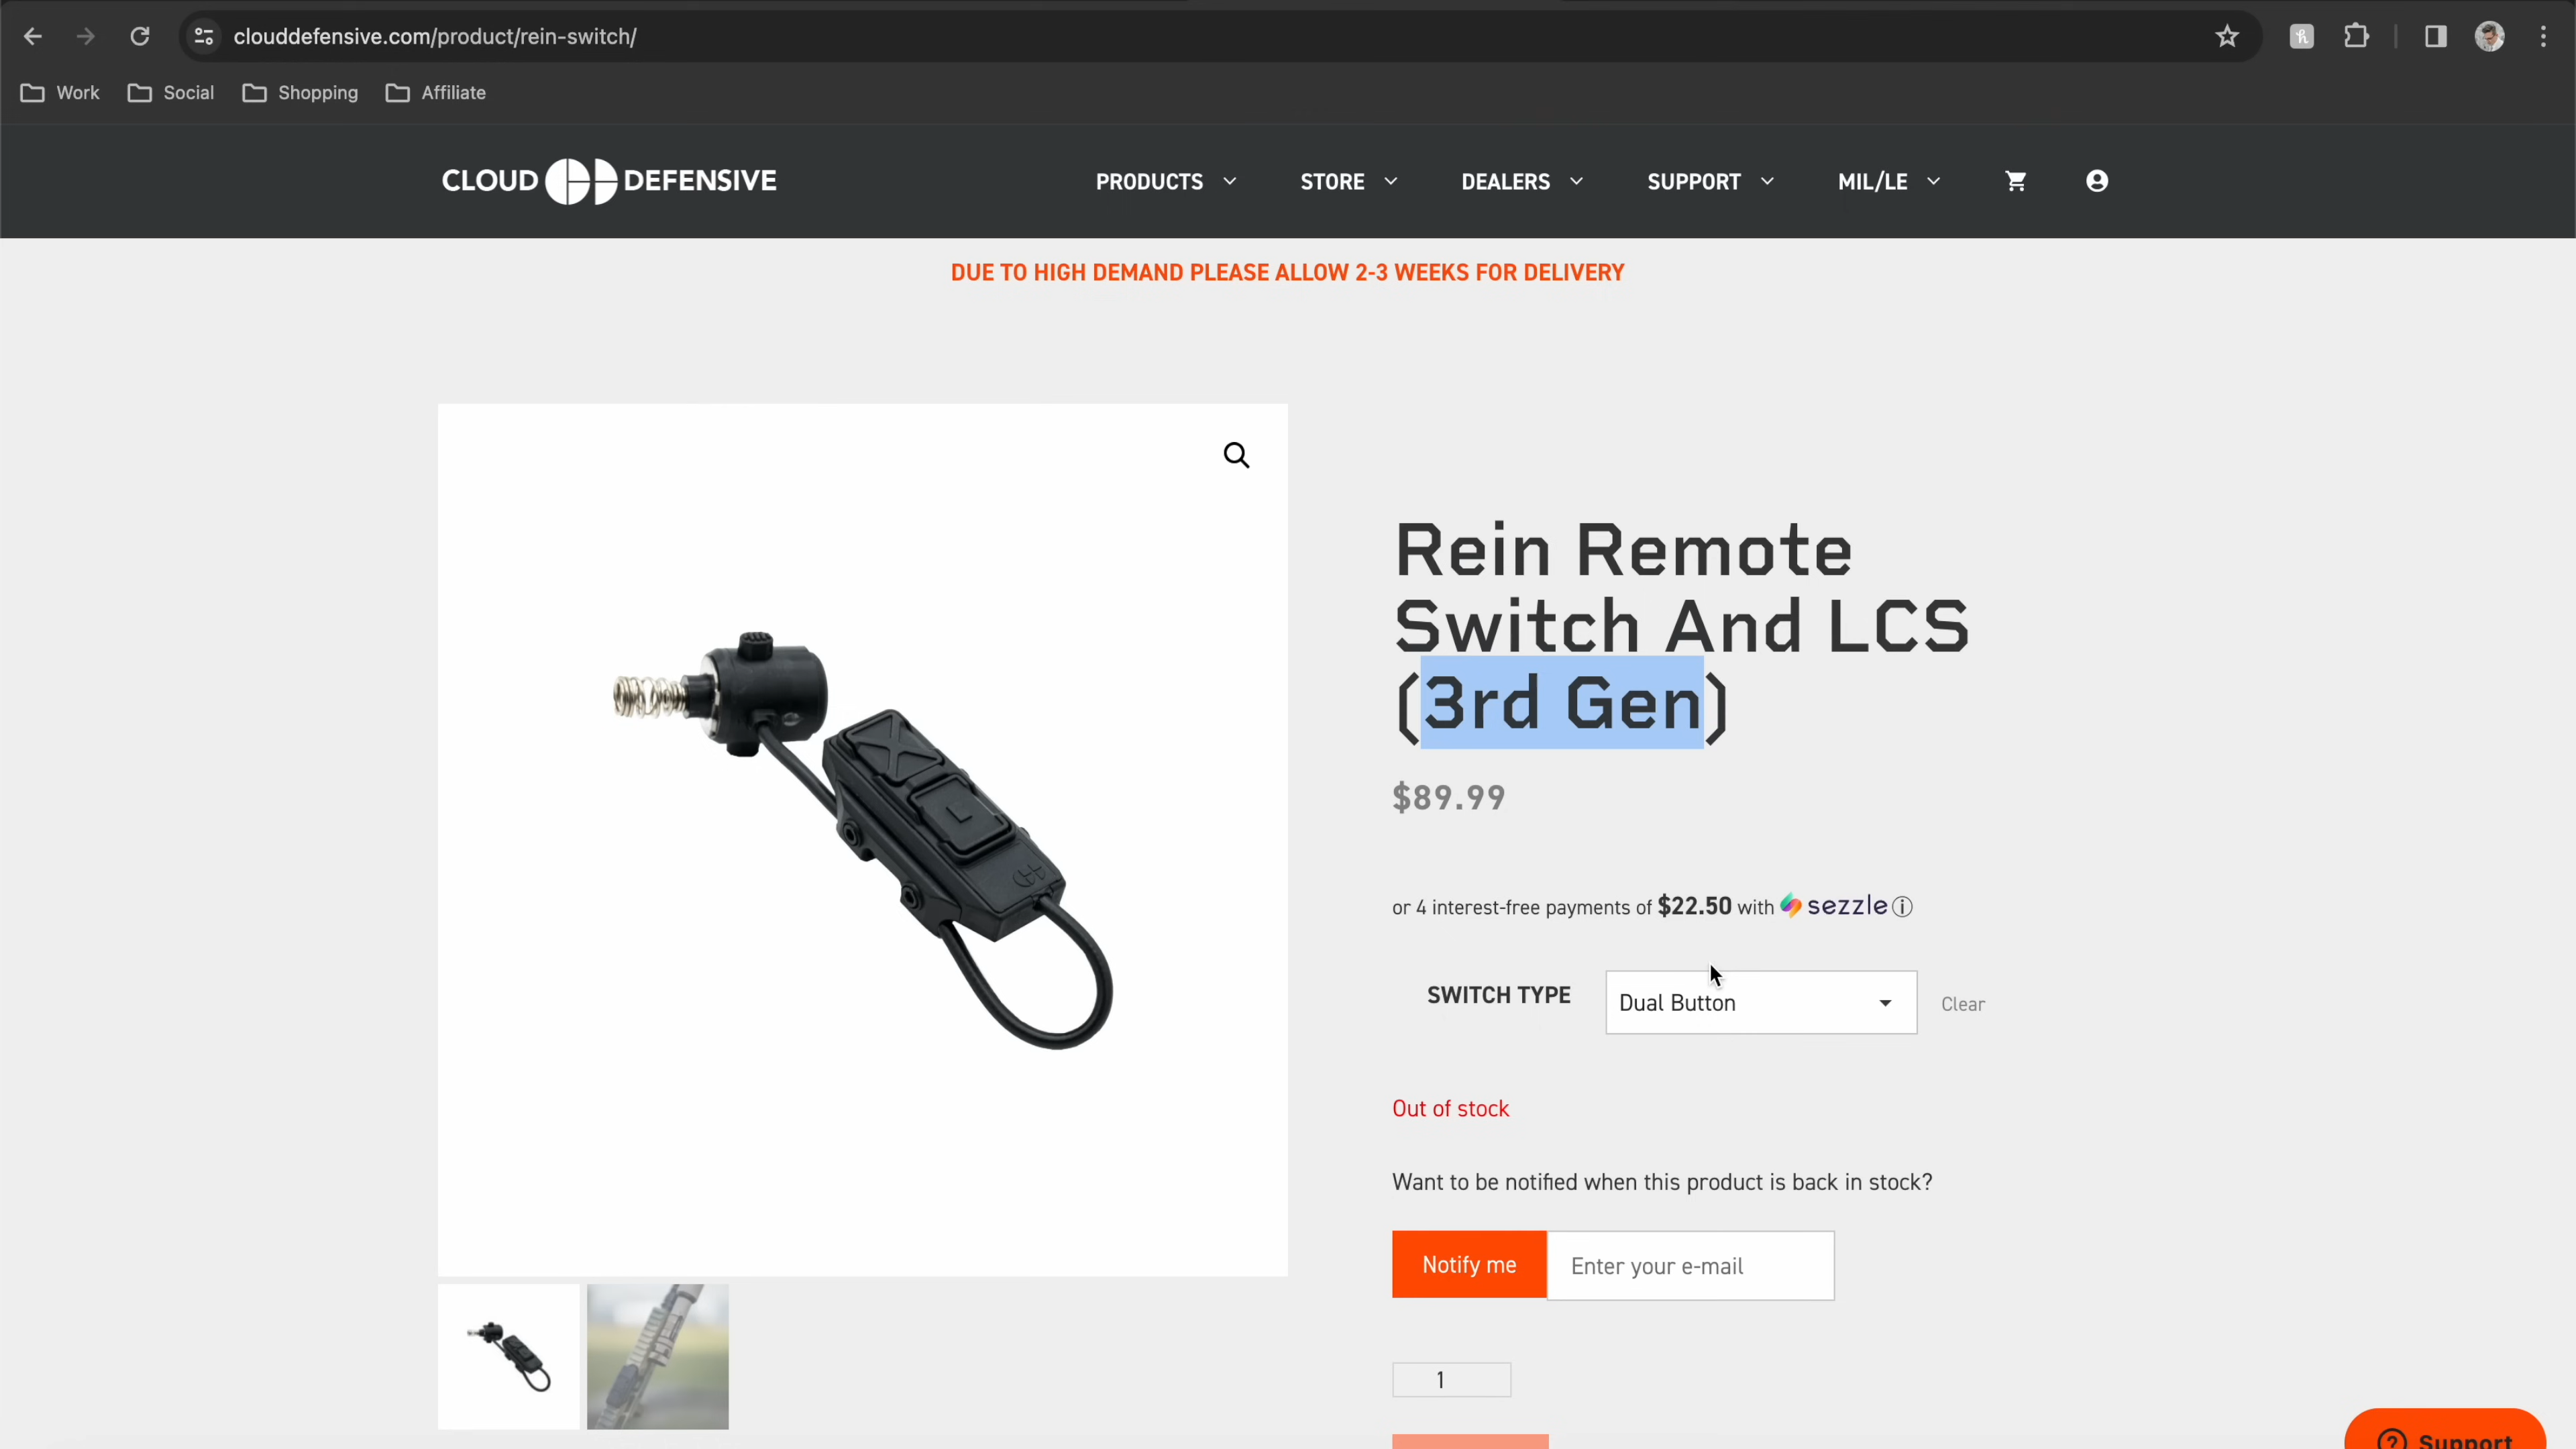 clouddefensive.com/product/rein-switch/
Work Social Shopping Affiliate
CLOUD DEFENSIVE PRODUCTS STORE DEALERS SUPPORT MIL/LE
DUE TO HIGH DEMAND PLEASE ALLOW 2-3 WEEKS FOR DELIVERY
Rein Remote
Switch And LCS
(3rd Gen)
$89.99
or 4 interest-free payments of $22.50 with sezzle
SWITCH TYPE Dual Button Clear
Out of stock
Want to be notified when this product is back in stock?
Notify me Enter your e-mail
1
Support